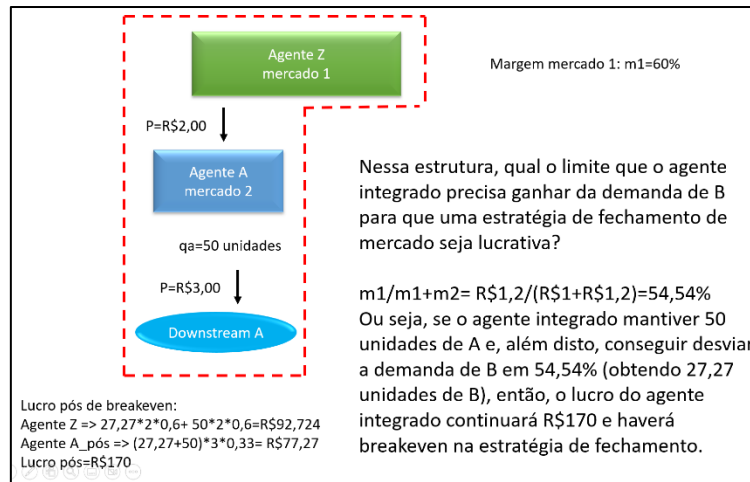 Agente Z
mercado 1
Margem mercado 1: m1=60%
P=R$2,00
Agente A
mercado 2
qa=50 unidades
P=R$3,00
Downstream A
Nessa estrutura, qual o limite que o agente
integrado precisa ganhar da demanda de B
para que uma estratégia de fechamento de
mercado seja lucrativa?
m1/m1+m2= R$1,2/(R$1+R$1,2)=54,54%
Ou seja, se o agente integrado mantiver 50
unidades de A e, além disto, conseguir desviar
a demanda de B em 54,54% (obtendo 27,27
unidades de B), então, o lucro do agente
integrado continuará R$170 e haverá
breakeven na estratégia de fechamento.
Lucro pós de breakeven:
Agente Z => 27,27*2*0,6+ 50*2*0,6=R$92,724
Agente A_pós => (27,27+50)*3*0,33= R$77,27
Lucro pós=R$170